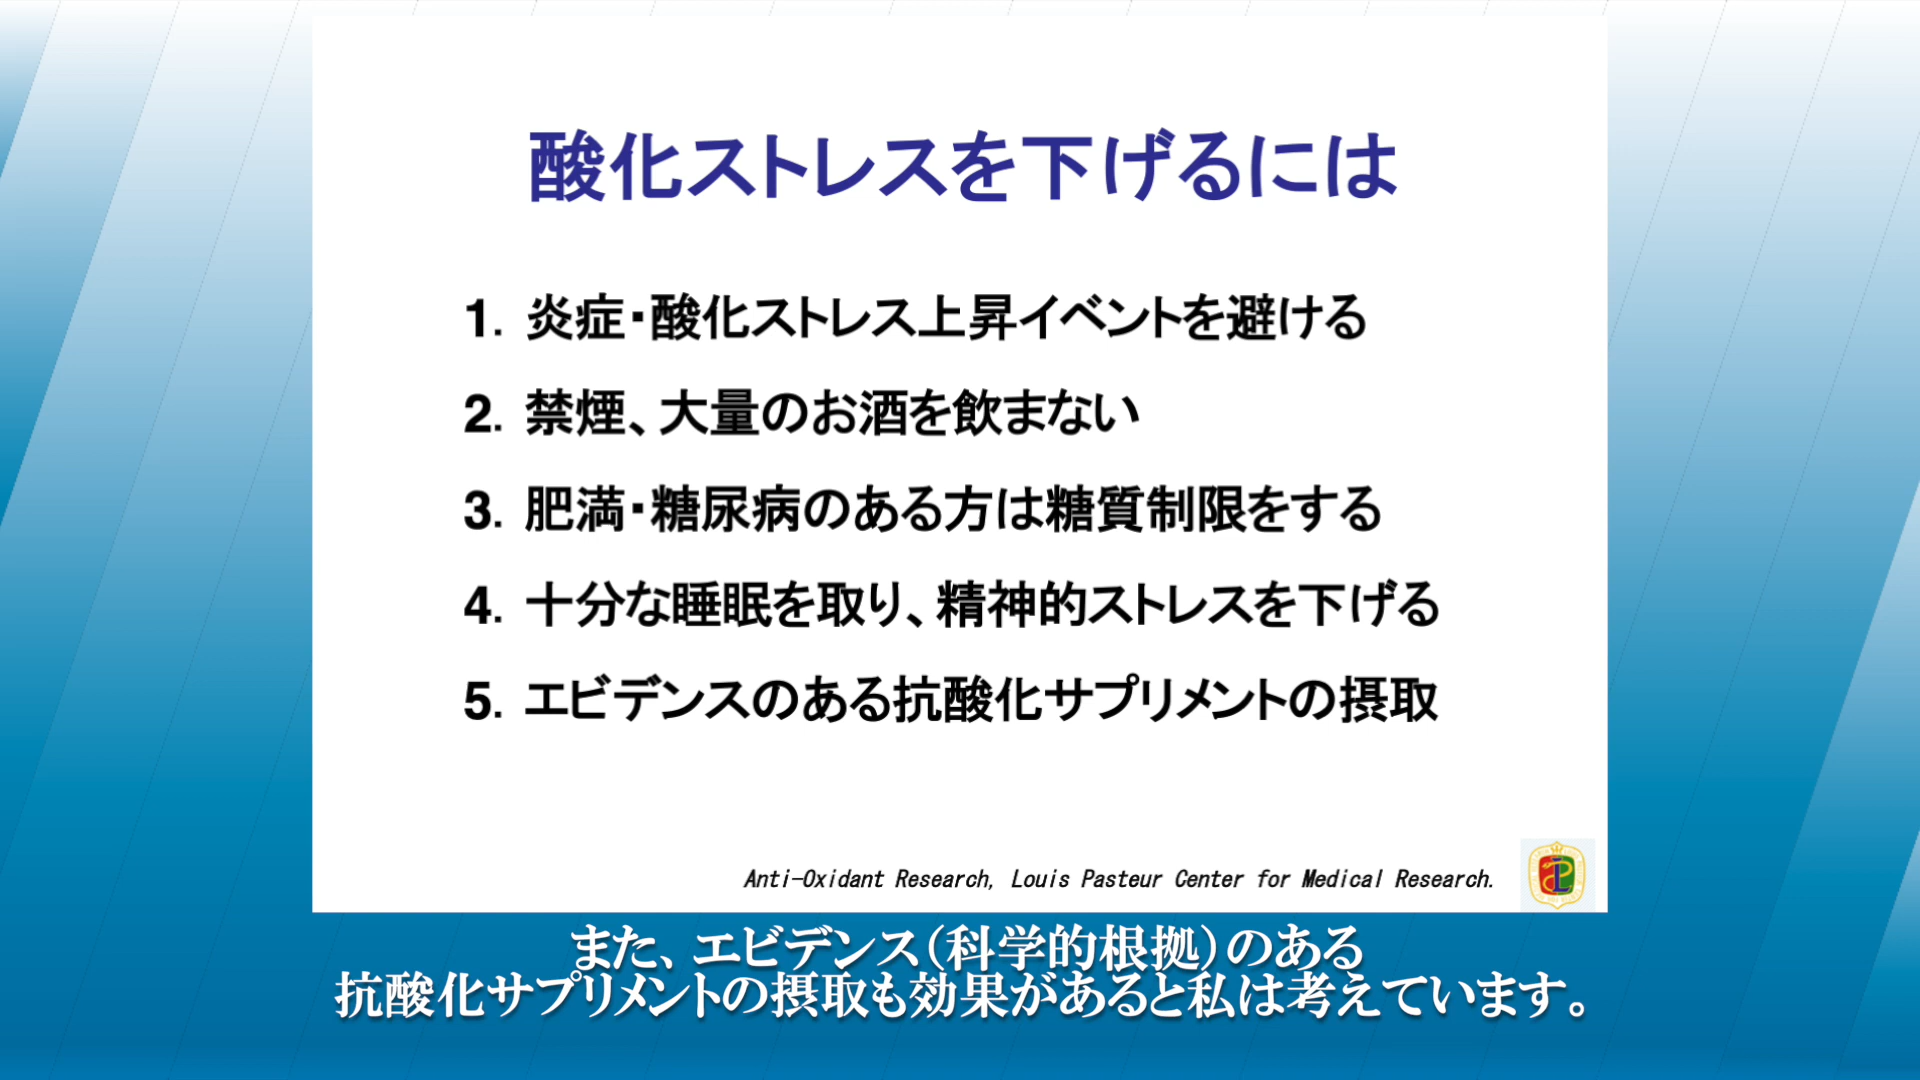 酸化ストレスを下げるには
1. 炎症・酸化ストレス上昇イベントを避ける
2. 禁煙、大量のお酒を飲まない
3. 肥満・糖尿病のある方は糖質制限をする
4. 十分な睡眠を取り、精神的ストレスを下げる
5. エビデンスのある抗酸化サプリメントの摂取
Anti-Oxidant Research, Louis Pasteur Center for Medical Research.
また、エビデンス（科学的根拠）のある
抗酸化サプリメントの摂取も効果があると私は考えています。